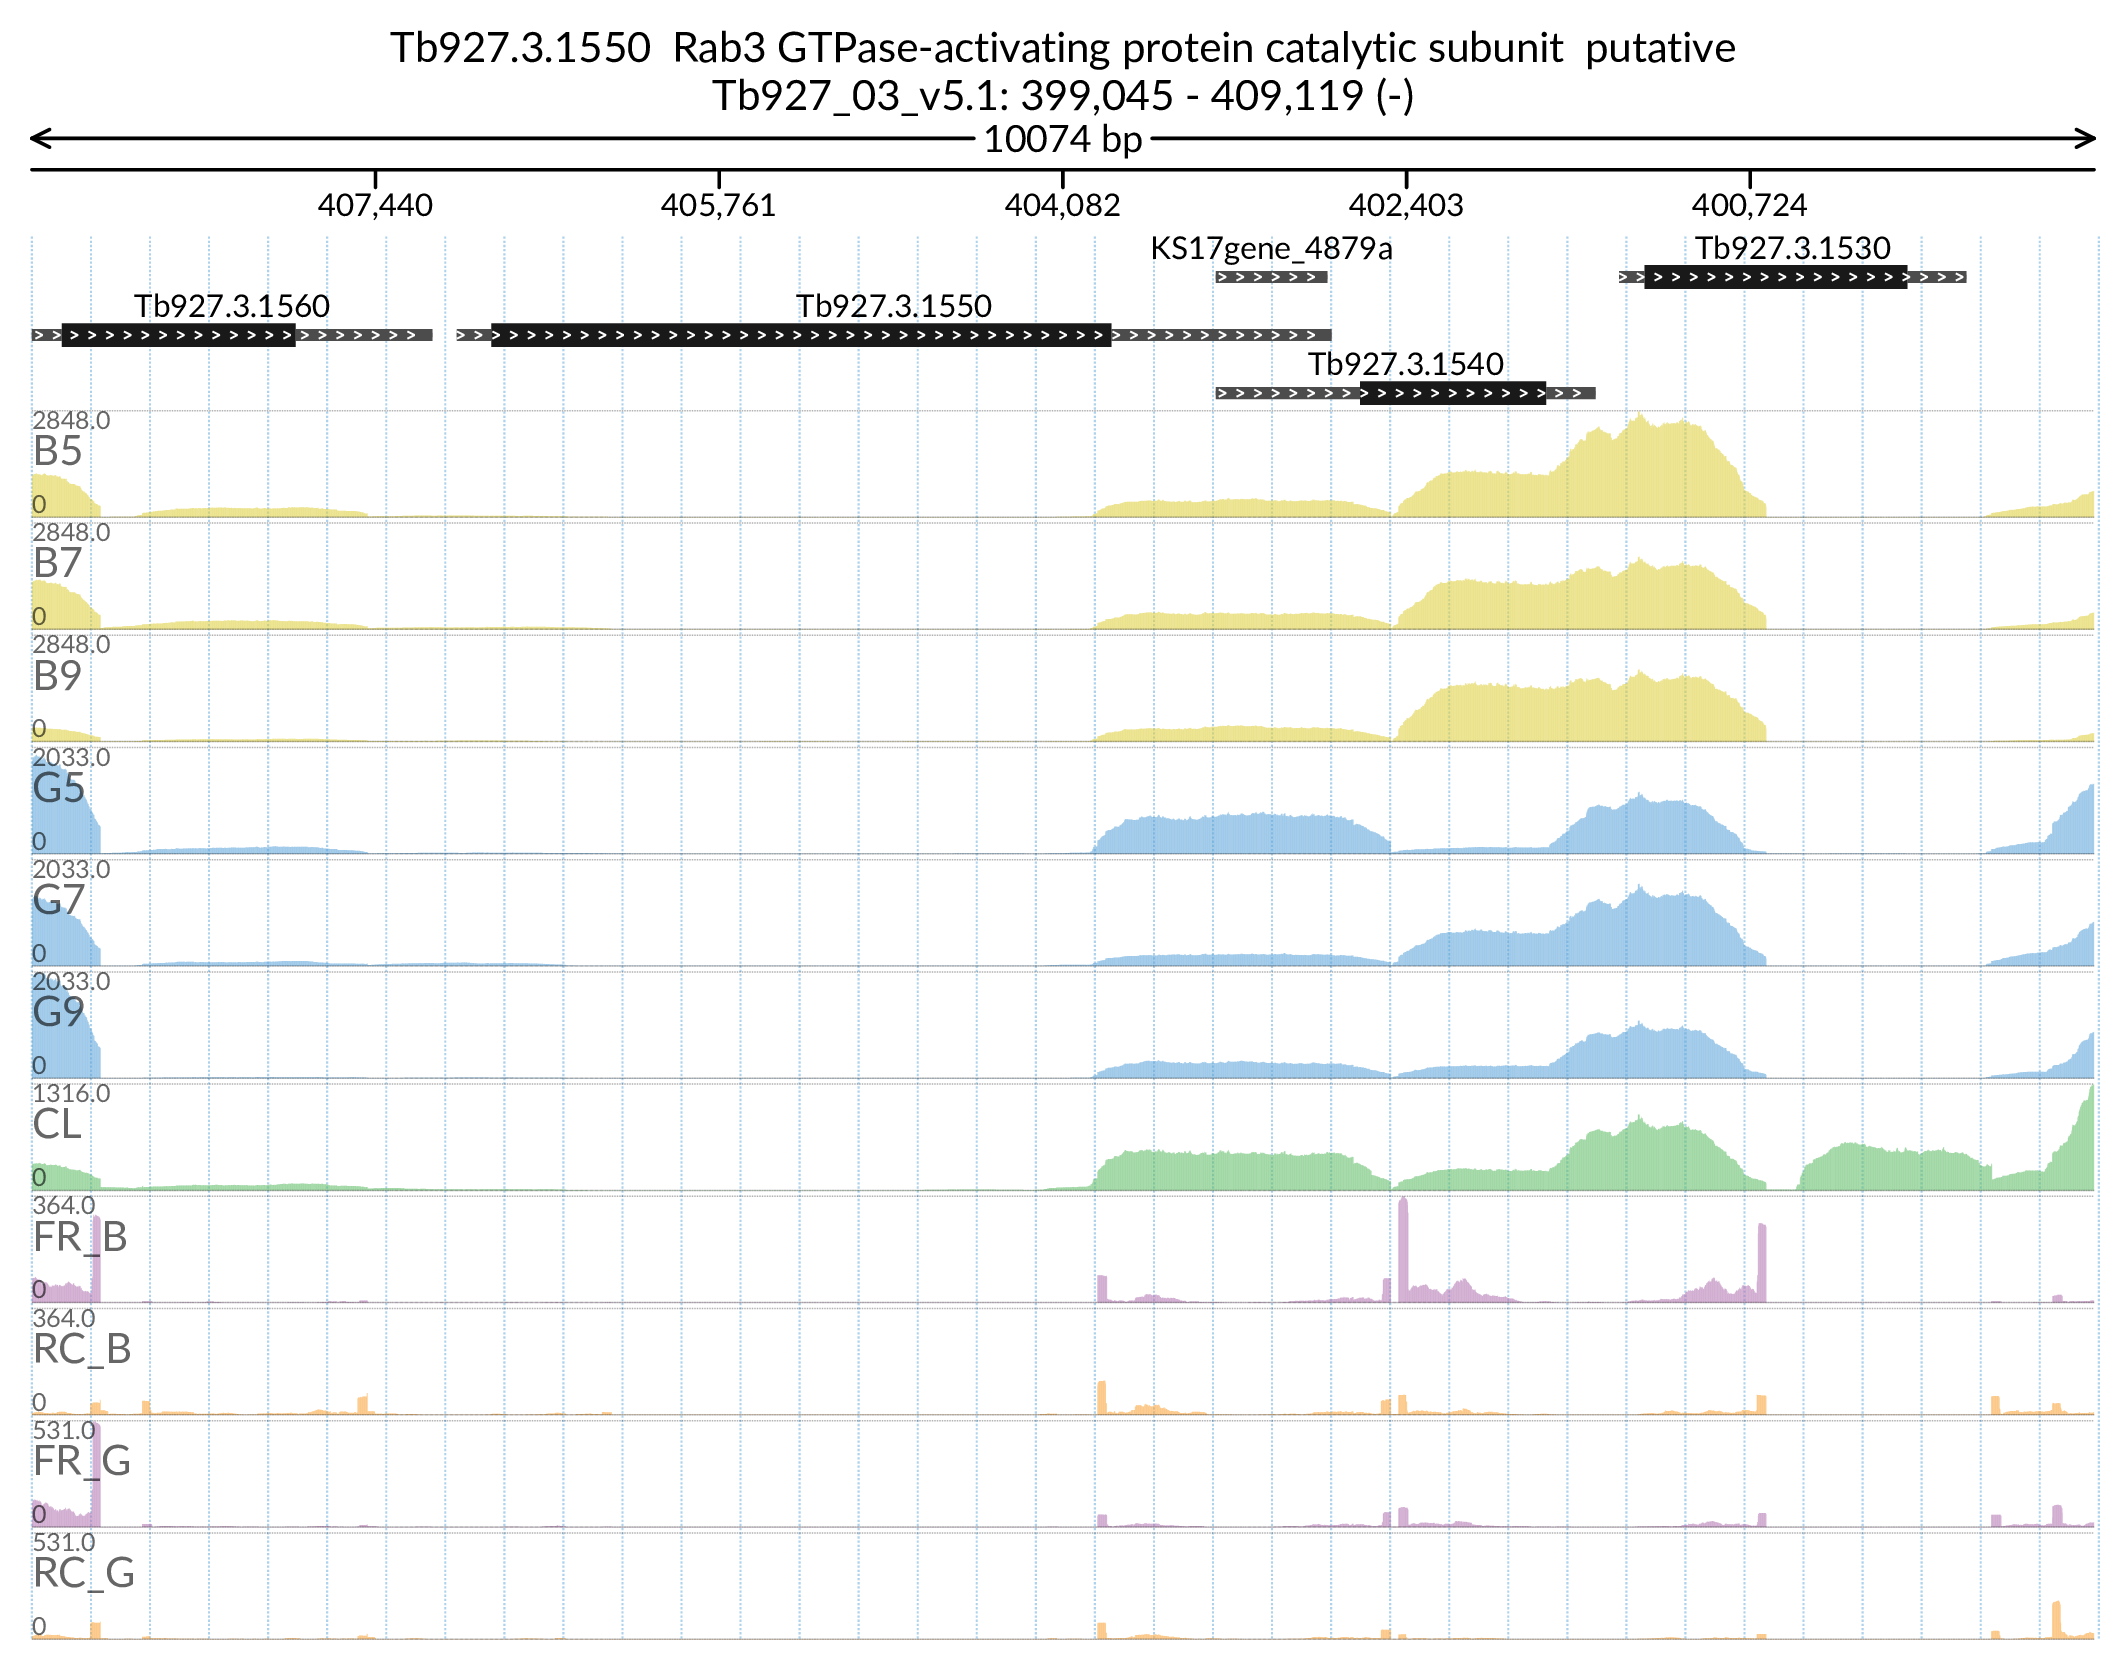 Tb927.3.1550  Rab3 GTPase-activating protein catalytic subunit  putative
Tb927_03_v5.1: 399,045 - 409,119 (-)
10074 bp
407,440 405,761 404,082 402,403 400,724
KS17gene_4879a Tb927.3.1530
Tb927.3.1560 Tb927.3.1550
Tb927.3.1540
2848.0
B5
0
2848.0
B7
0
2848.0
B9
0
2033.0
G5
0
2033.0
G7
0
2033.0
G9
0
1316.0
CL
0
364.0
FR_B
0
364.0
RC_B
0
531.0
FR_G
0
531.0
RC_G
0